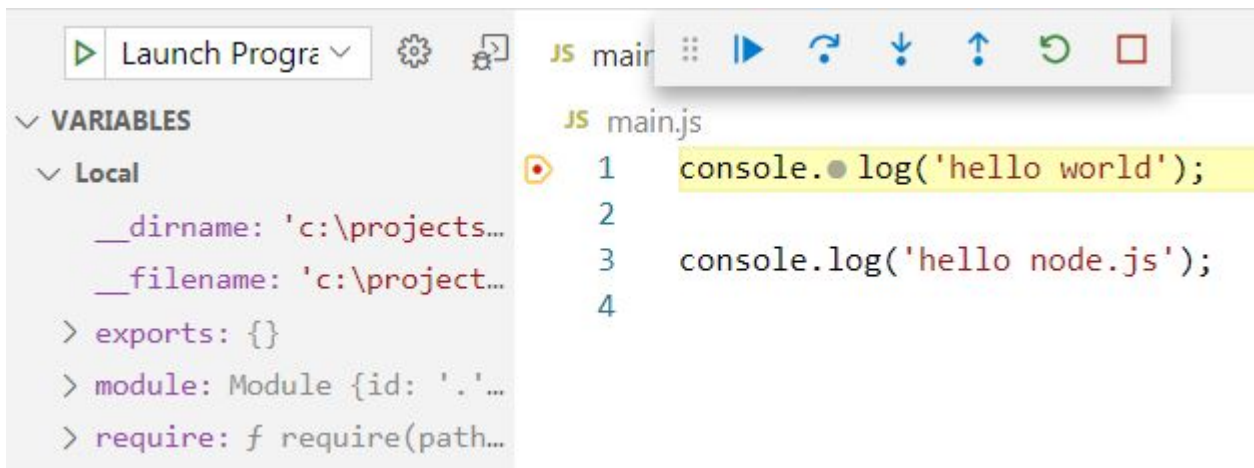 Launch Progra
JS main
VARIABLES
JS main.js
Local
1 console.log('hello world');
__dirname: 'c:\projects…
2
__filename: 'c:\project…
3 console.log('hello node.js');
exports: {}
4
module: Module {id: '.'…
require: ƒ require(path…